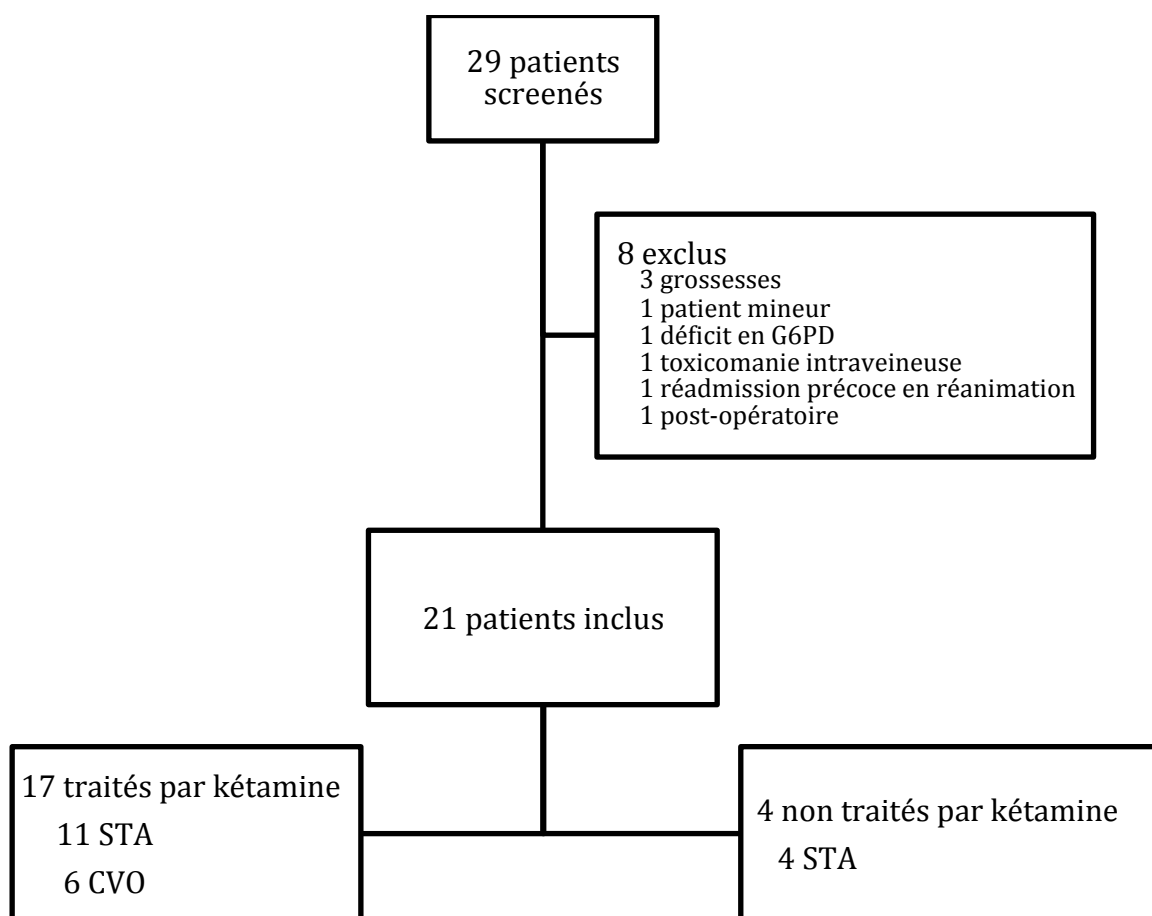 29 patients
screenés
8 exclus
3 grossesses
1 patient mineur
1 déficit en G6PD
1 toxicomanie intraveineuse
1 réadmission précoce en réanimation
1 post-opératoire
21 patients inclus
17 traités par kétamine
11 STA
6 CVO
4 non traités par kétamine
4 STA